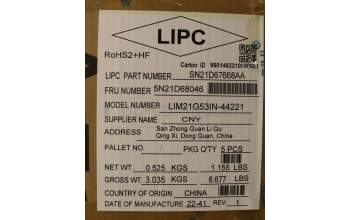 LIPC
RoHS2+HF
Carton ID
LIPC PART NUMBER SN21D67668AA
FRU NUMBER 5N21D68046
MODEL NUMBER LIM21G53IN-44221
SUPPLIER NAME CNY
ADDRESS San Zhong Guan Li Qu
Qing Xi, Dong Guan, China
PALLET NO. PKG Q'TY 5 PCS
NET WT. 0.525 KGS 1.155 LBS
GROSS WT. 3.035 KGS 6.677 LBS
COUNTRY OF ORIGIN CHINA
DATE OF MANUFACTURE 22-41 REV. 1